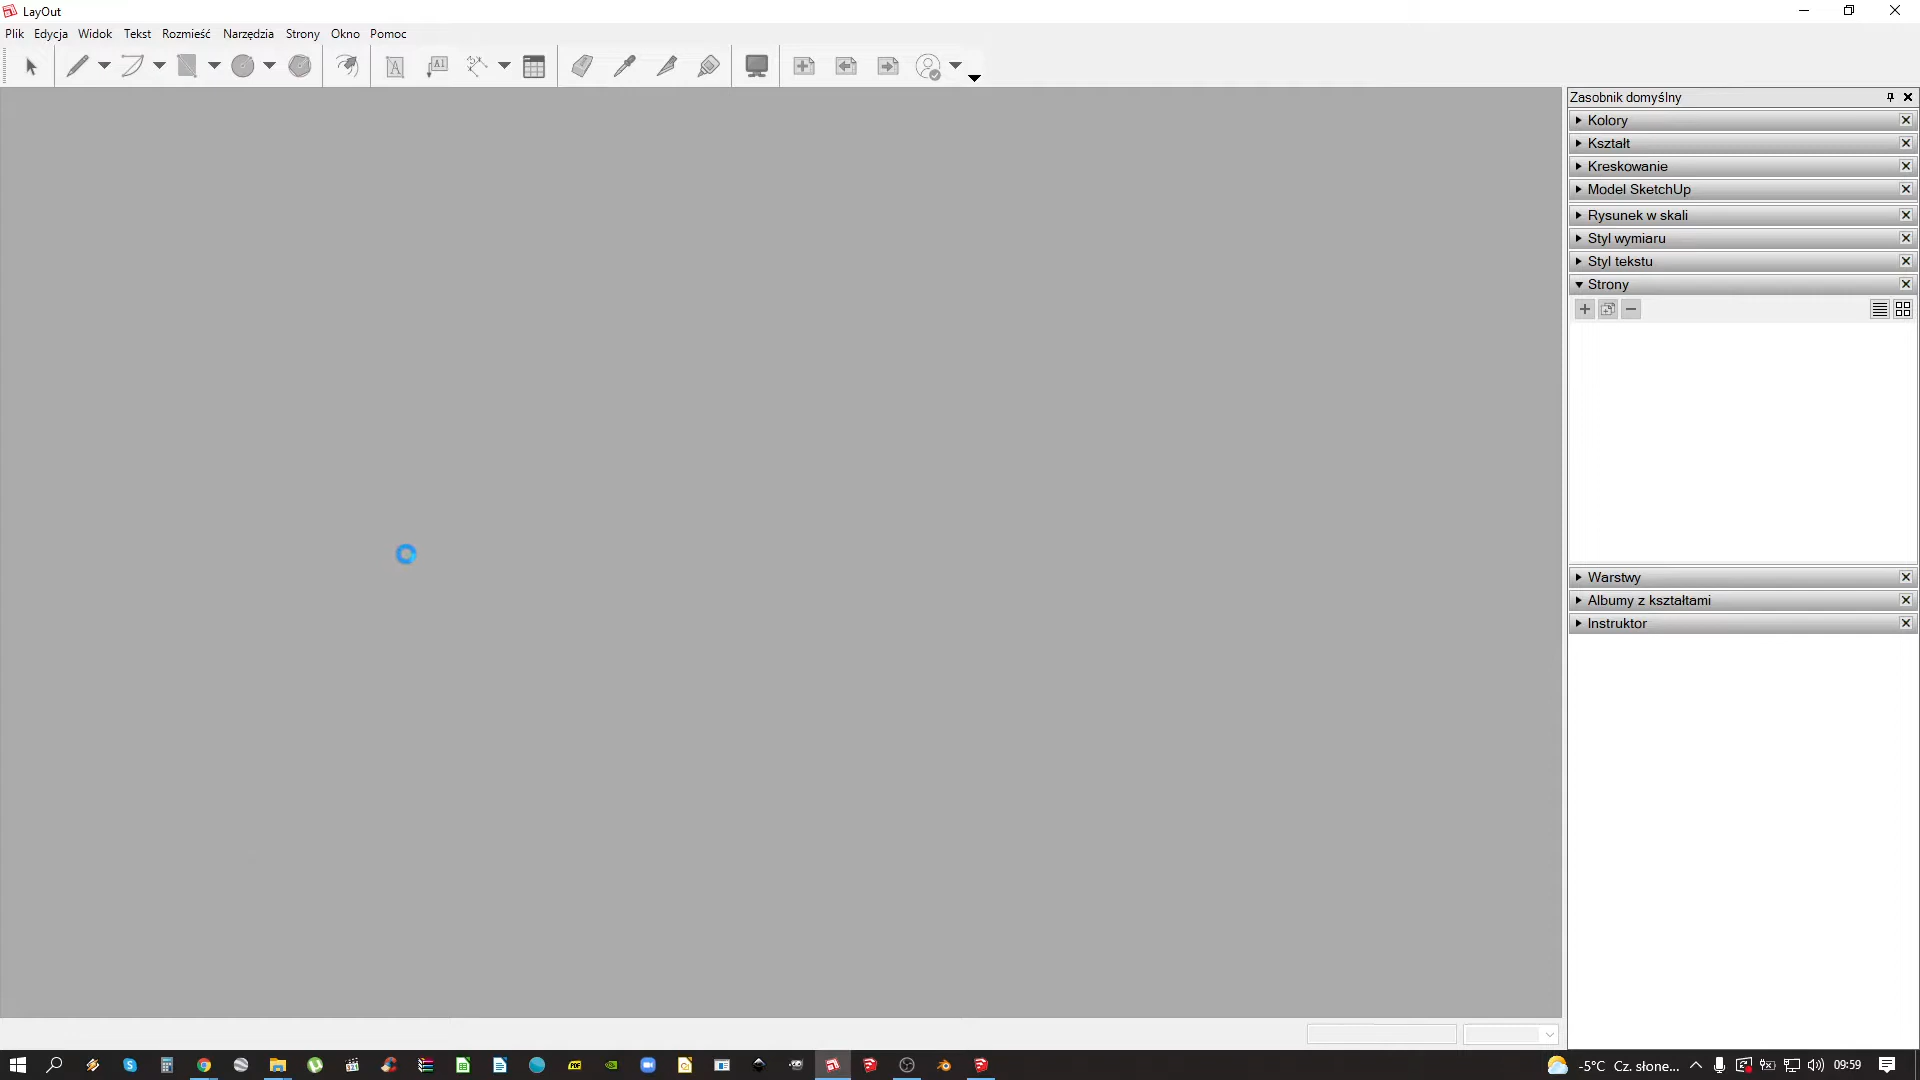 LayOut
Plik Edycja Widok Tekst Rozmieść Narzędzia Strony Okno Pomoc
Zasobnik domyślny
Kolory
Kształt
Kreskowanie
Model SketchUp
Rysunek w skali
Styl wymiaru
Styl tekstu
Strony
Warstwy
Albumy z kształtami
Instruktor
-5°C Cz. słone... 09:59